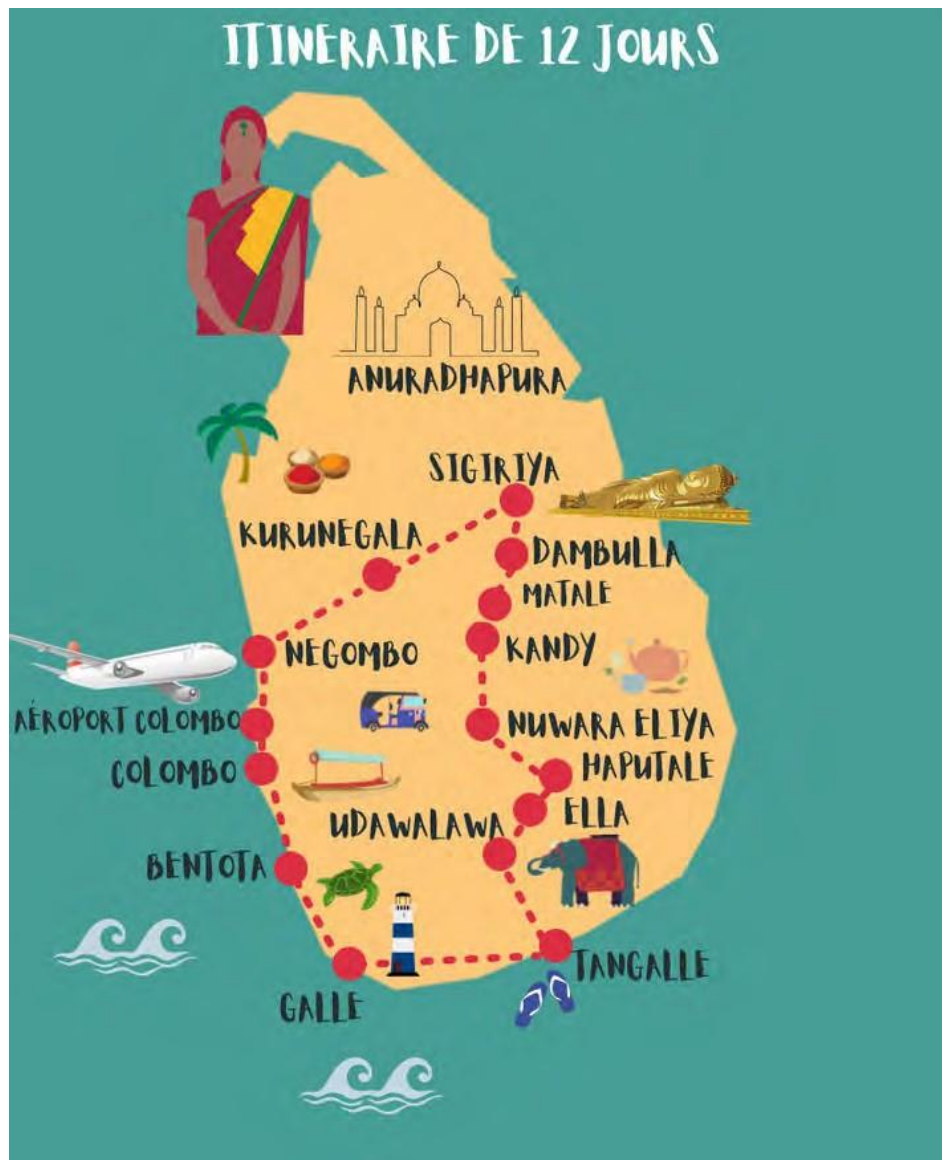 ITINERAIRE DE 12 JOURS
ANURADHAPURA
SIGIRIYA
KURUNEGALA
DAMBULLA
MATALE
NEGOMBO
KANDY
AÉROPORT COLOMBO
NUWARA ELIYA
COLOMBO
HAPUTALE
UDAWALAWA
ELLA
BENTOTA
TANGALLE
GALLE